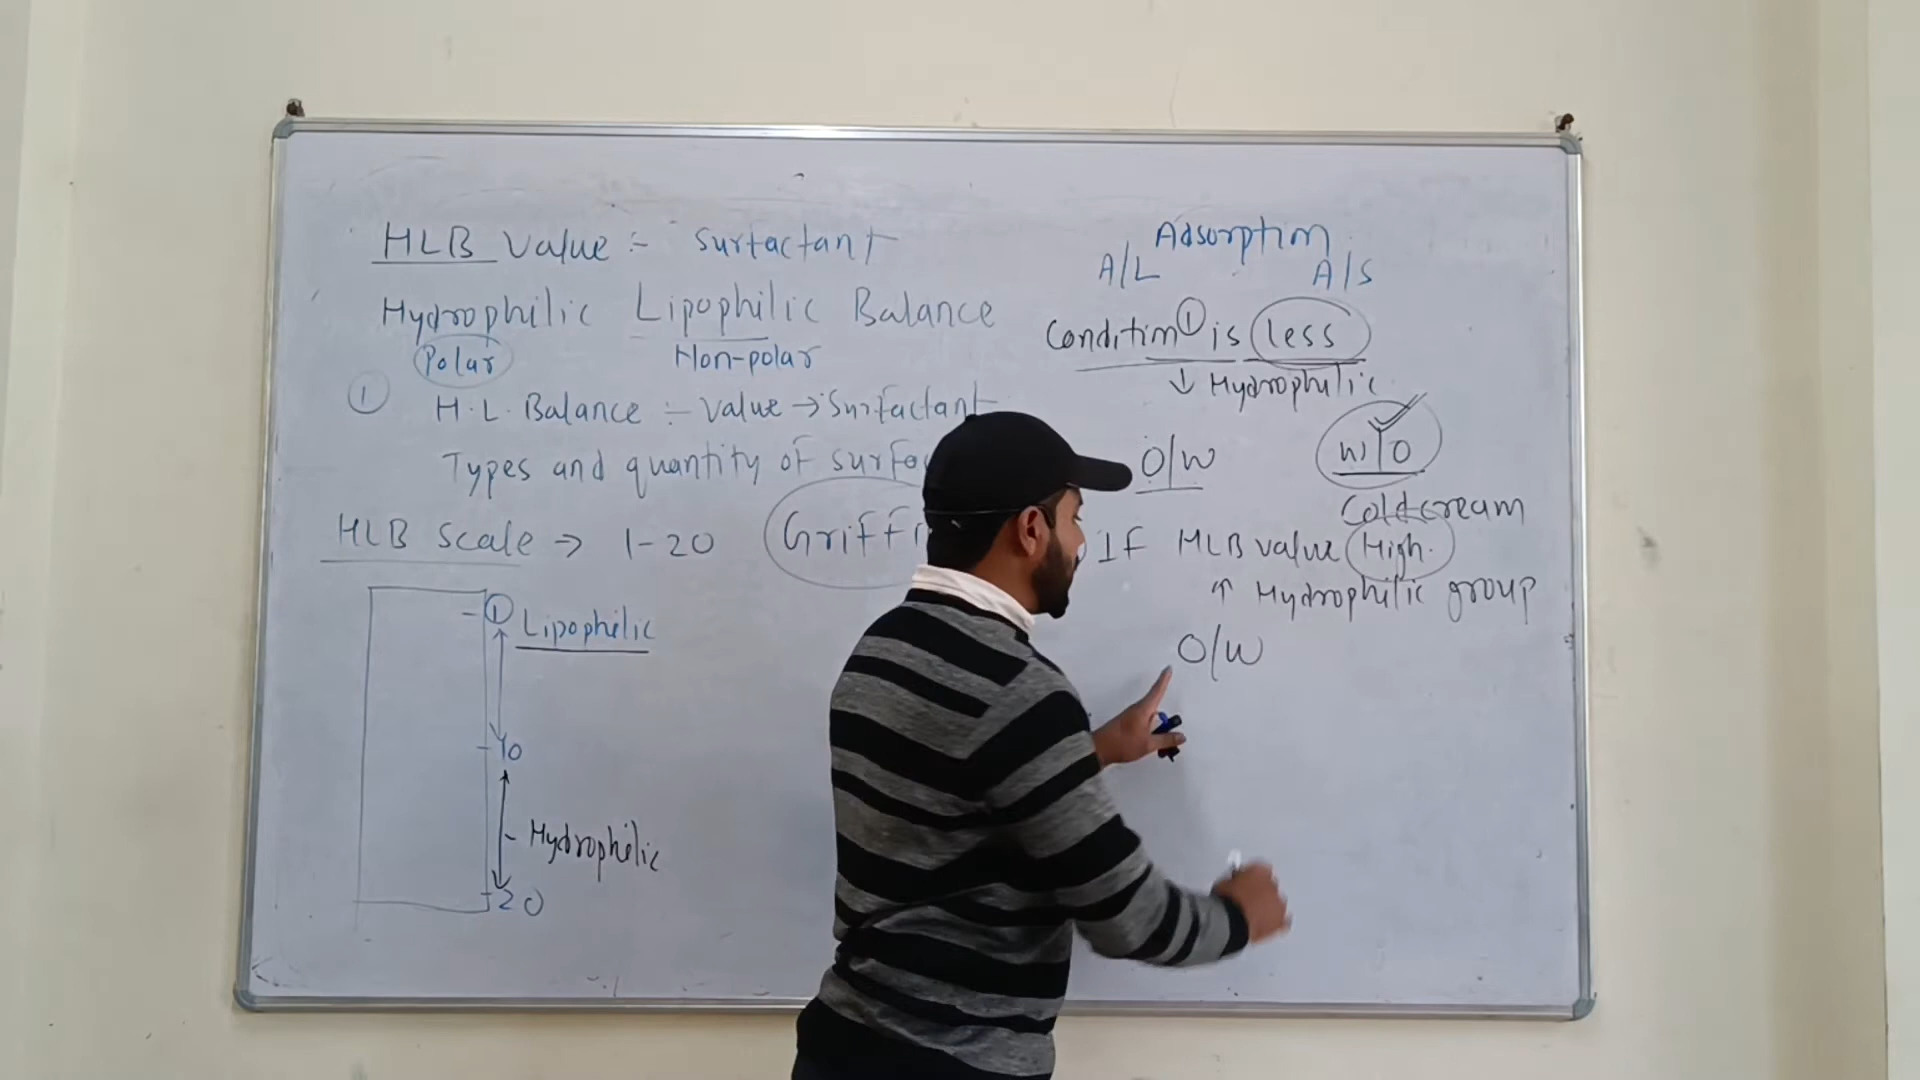 HLB Value :- Surfactant
Hydrophilic Lipophilic Balance
Polar Non-polar
① H.L. Balance :- Value → Surfactant
Types and quantity of
HLB Scale → 1-20
① Lipophilic
10
Hydrophilic
20
Adsorption
A/L A/S
Condition ① is less
↓ Hydrophilic
O/W W/O
Cold cream
IF HLB value High.
↑ Hydrophilic group
O/W